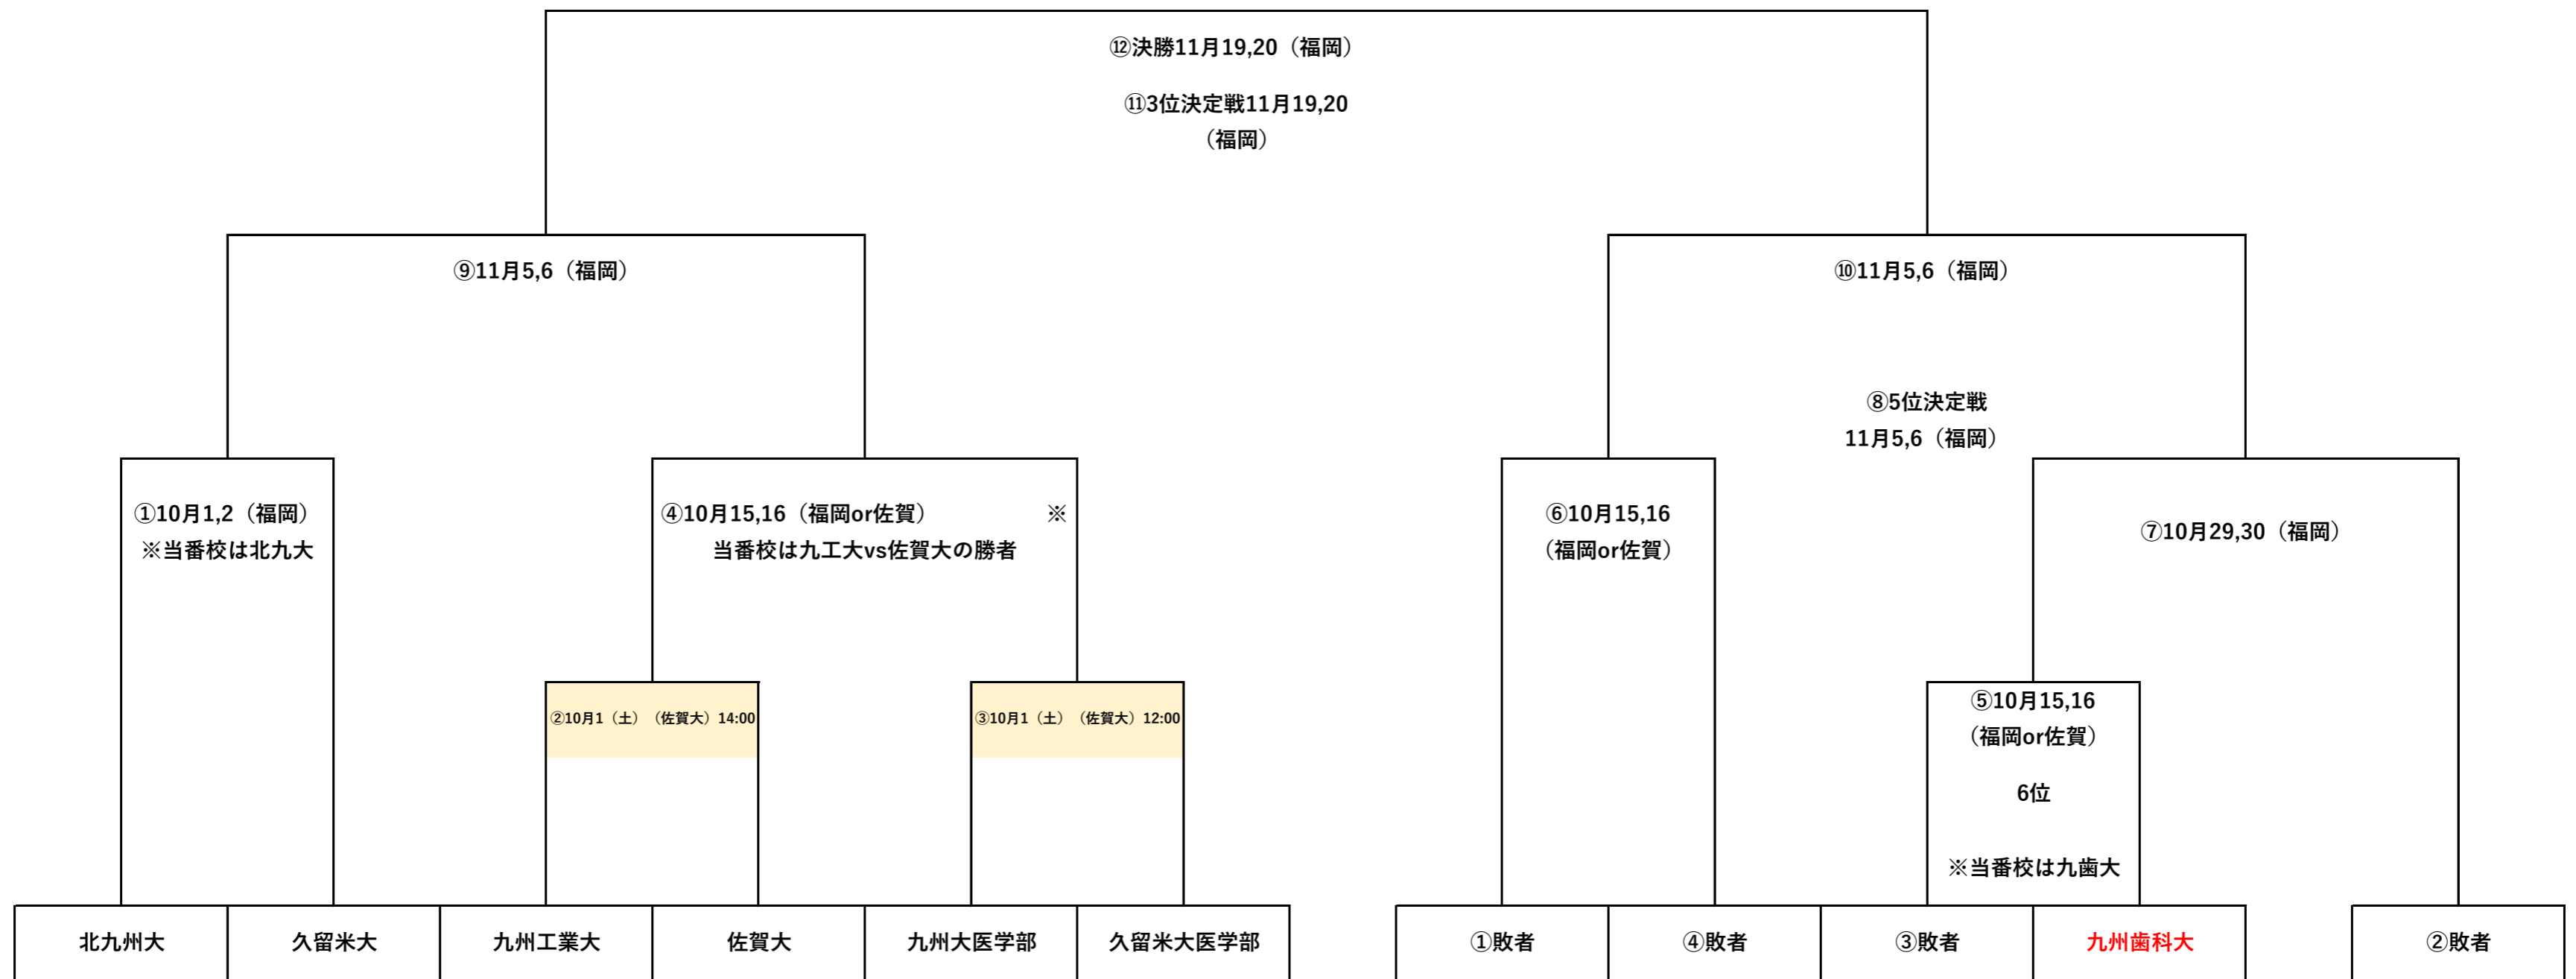 ⑫決勝11月19,20（福岡）
⑪3位決定戦11月19,20
（福岡）
⑨11月5,6（福岡）
⑩11月5,6（福岡）
⑧5位決定戦
11月5,6（福岡）
①10月1,2（福岡）
※当番校は北九大
④10月15,16（福岡or佐賀） ※
当番校は九工大vs佐賀大の勝者
⑥10月15,16
（福岡or佐賀）
⑦10月29,30（福岡）
②10月1（土）（佐賀大）14:00
③10月1（土）（佐賀大）12:00
⑤10月15,16
（福岡or佐賀）
6位
※当番校は九歯大
北九州大
久留米大
九州工業大
佐賀大
九州大医学部
久留米大医学部
①敗者
④敗者
③敗者
九州歯科大
②敗者